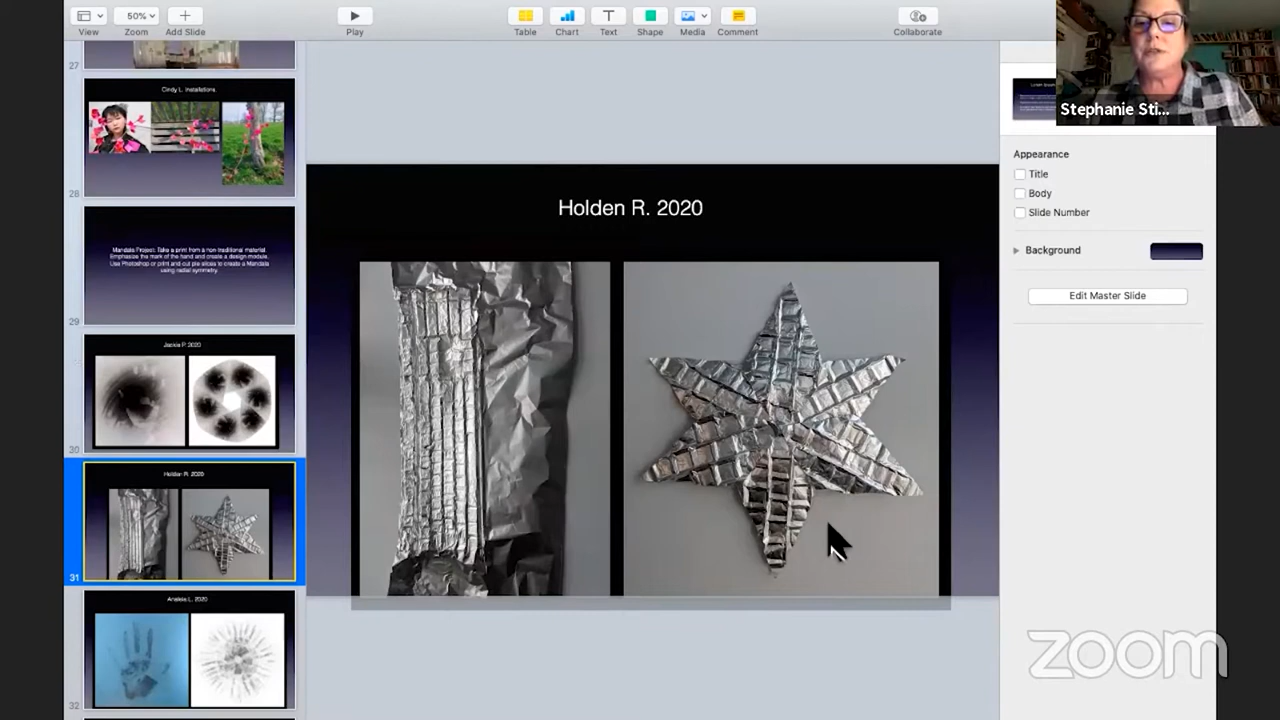 50%
View
Zoom
Add Slide
Play
Table
Chart
Text
Shape
Media
Comment
Collaborate
Stephanie Sti...
27
Cindy L. Installations.
28
Mandala Project: Take a print from a non-traditional material.
Emphasize the mark of the hand and create a design module.
Use Photoshop or print and cut pie slices to create a Mandala
using radial symmetry.
29
Jackie P. 2020
30
Holden R. 2020
31
2020
32
Holden R. 2020
Appearance
Title
Body
Slide Number
Background
Edit Master Slide
zoom